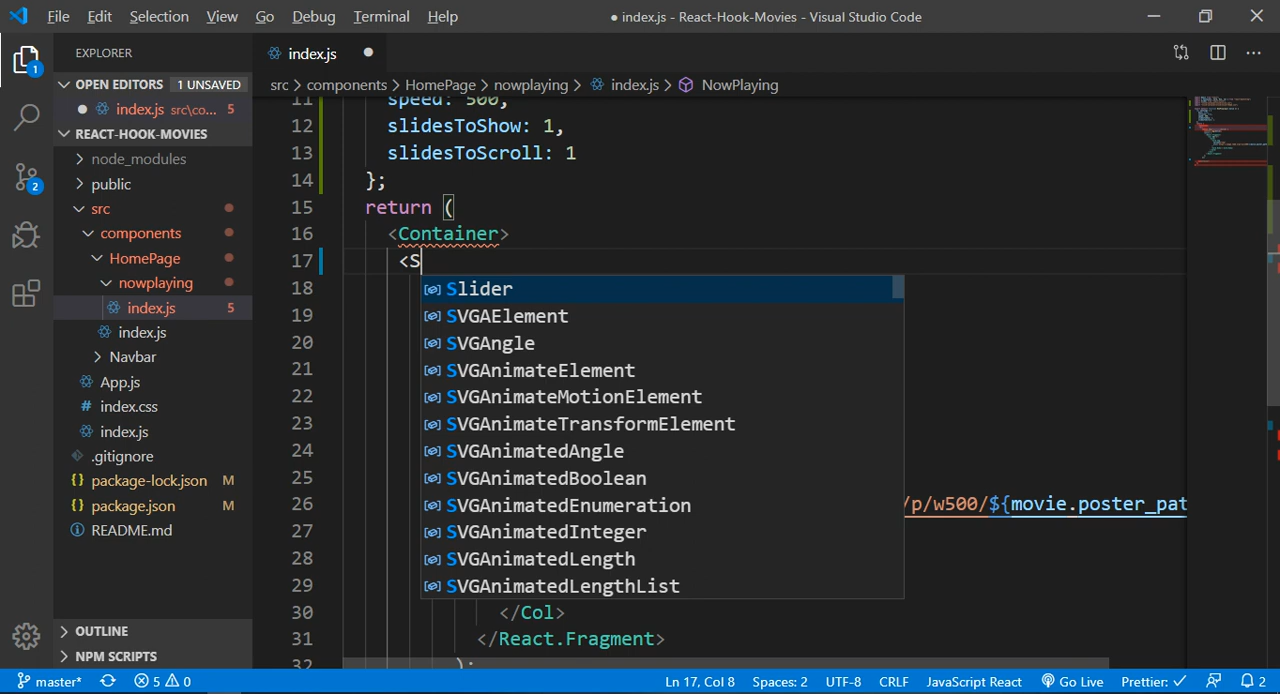 File Edit Selection View Go Debug Terminal Help
● index.js - React-Hook-Movies - Visual Studio Code
EXPLORER
OPEN EDITORS 1 UNSAVED
index.js src\co... 5
REACT-HOOK-MOVIES
node_modules
public
src
components
HomePage
nowplaying
index.js 5
index.js
Navbar
App.js
# index.css
index.js
.gitignore
{} package-lock.json M
{} package.json M
README.md
OUTLINE
NPM SCRIPTS
1
2
index.js
src > components > HomePage > nowplaying > index.js > NowPlaying
11 speed: 500,
12 slidesToShow: 1,
13 slidesToScroll: 1
14 };
15 return (
16 <Container>
17 <S
18 Slider
19 SVGAElement
20 SVGAngle
21 SVGAnimateElement
22 SVGAnimateMotionElement
23 SVGAnimateTransformElement
24 SVGAnimatedAngle
25 SVGAnimatedBoolean
26 SVGAnimatedEnumeration /p/w500/${movie.poster_pat
27 SVGAnimatedInteger
28 SVGAnimatedLength
29 SVGAnimatedLengthList
30 </Col>
31 </React.Fragment>
32 );
master* 5 0 Ln 17, Col 8 Spaces: 2 UTF-8 CRLF JavaScript React Go Live Prettier: ✓ 2